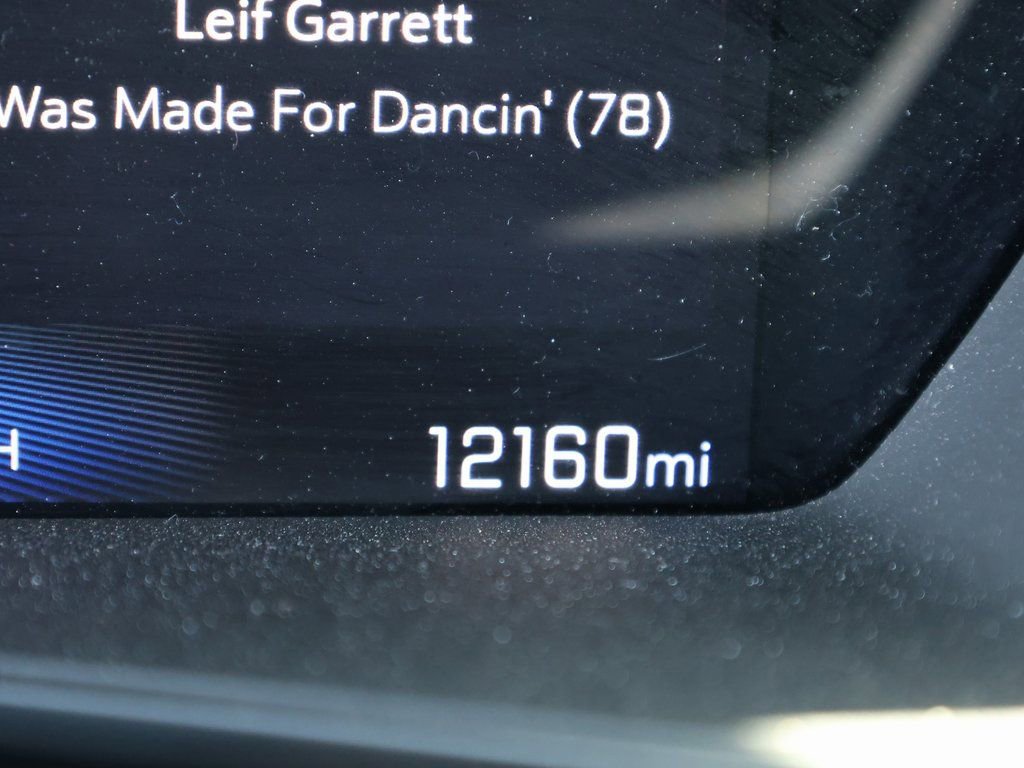 Leif Garrett
Was Made For Dancin' (78)
H
12160mi